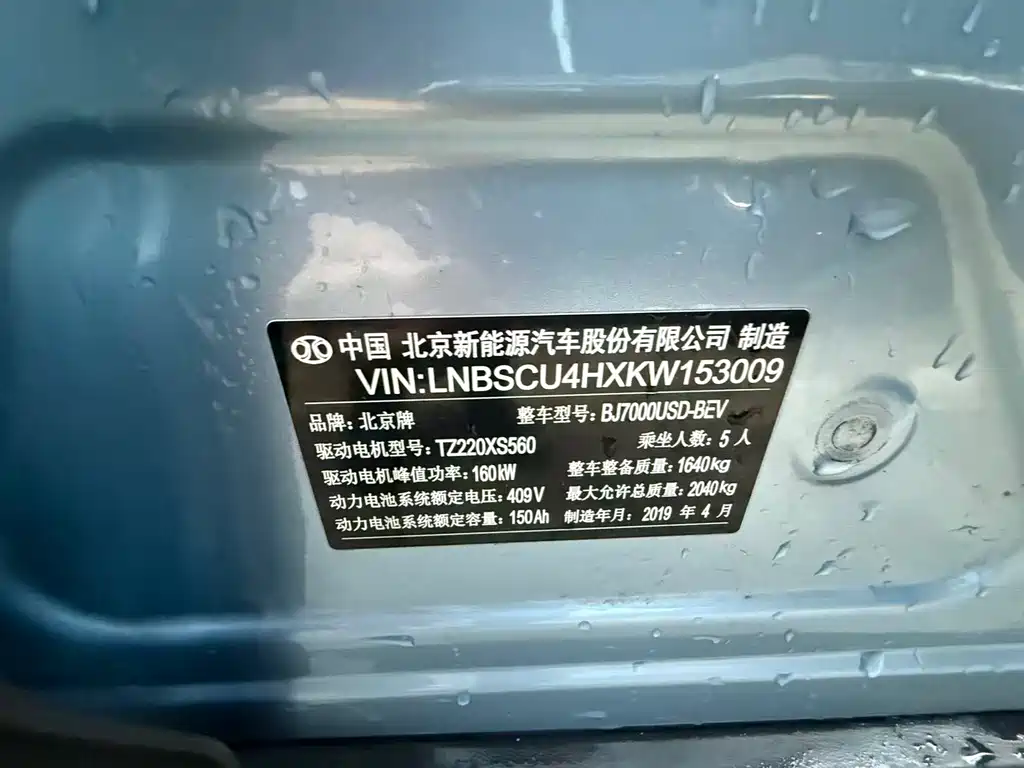 中国 北京新能源汽车股份有限公司 制造
VIN:LNBSCU4HXKW153009
品牌: 北京牌 整车型号: BJ7000USD-BEV
驱动电机型号: TZ220XS560 乘坐人数: 5 人
驱动电机峰值功率: 160kW 整车整备质量: 1640kg
动力电池系统额定电压: 409V 最大允许总质量: 2040kg
动力电池系统额定容量: 150Ah 制造年月: 2019 年 4 月